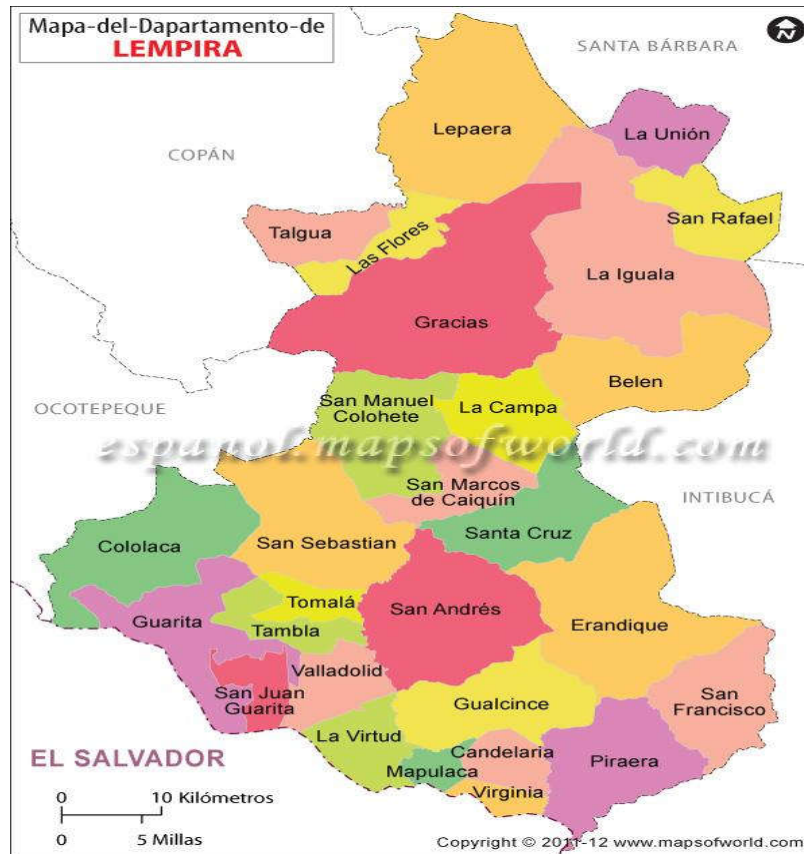 Mapa-del-Dapartamento-de
LEMPIRA
N
SANTA BÁRBARA
COPÁN
Lepaera
La Unión
Talgua
Las Flores
San Rafael
La Iguala
Gracias
Belen
OCOTEPEQUE
San Manuel
Colohete
La Campa
espanol.mapsofworld.com
San Marcos
de Caiquín
INTIBUCÁ
Cololaca
San Sebastian
Santa Cruz
Tomalá
Guarita
San Andrés
Erandique
Tambla
Valladolid
San Juan
Guarita
Gualcince
San
Francisco
La Virtud
Candelaria
Piraera
Mapulaca
Virginia
EL SALVADOR
0 10 Kilómetros
0 5 Millas
Copyright © 2011-12 www.mapsofworld.com